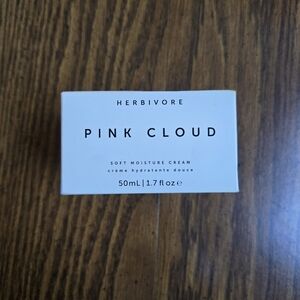 HERBIVORE
PINK CLOUD
SOFT MOISTURE CREAM
crème hydratante douce
50mL | 1.7 fl oz e